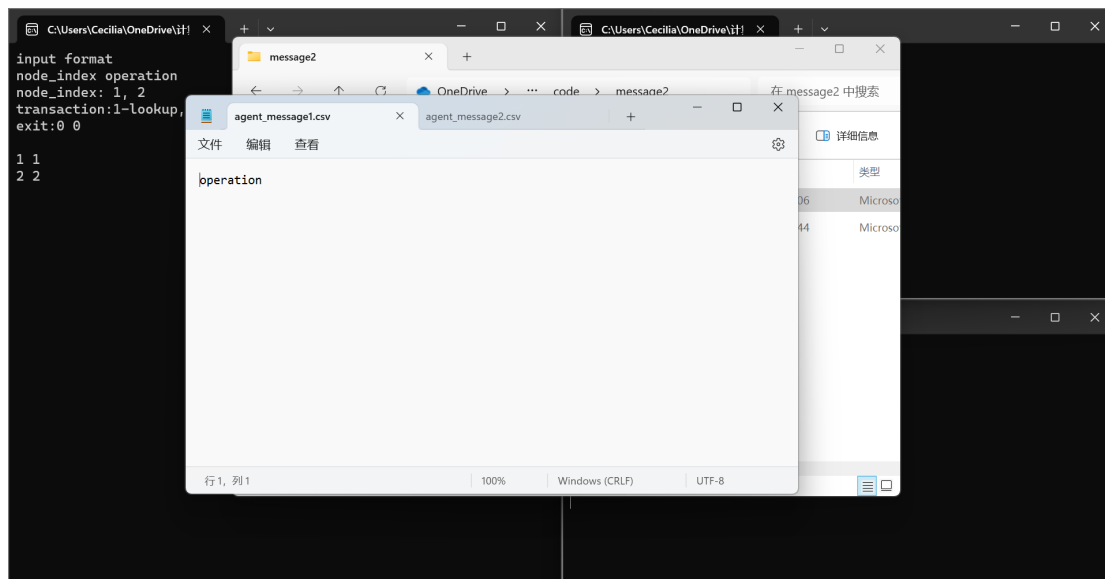 C:\Users\Cecilia\OneDrive\计
input format
node_index operation
node_index: 1, 2
transaction:1-lookup,
exit:0 0
1 1
2 2
C:\Users\Cecilia\OneDrive\计
message2
OneDrive > ... code > message2
在 message2 中搜索
详细信息
类型
06 Microso
44 Microso
agent_message1.csv
agent_message2.csv
文件 编辑 查看
operation
行 1, 列 1 100% Windows (CRLF) UTF-8